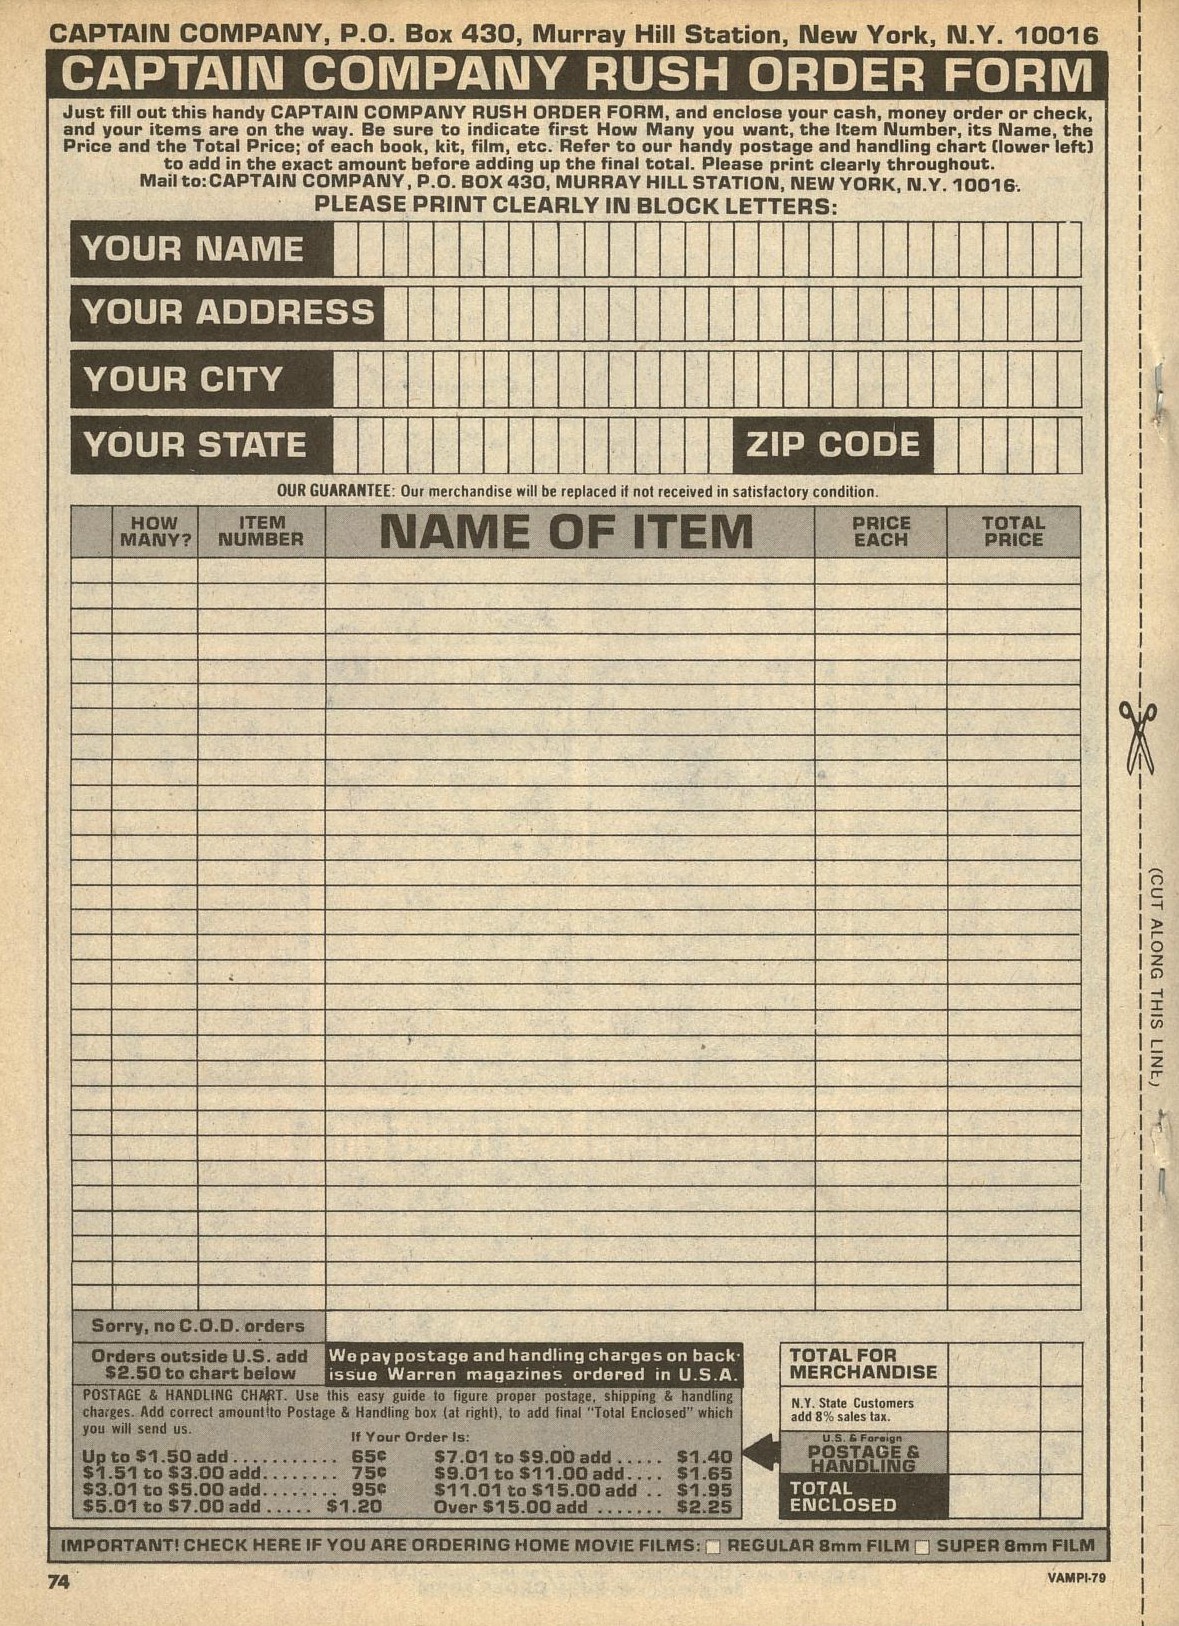 CAPTAIN COMPANY, P.O. Box 430, Murray Hill Station, New York, N.Y. 10016
CAPTAIN COMPANY RUSH ORDER FORM
Just fill out this handy CAPTAIN COMPANY RUSH ORDER FORM, and enclose your cash, money order or check,
and your items are on the way. Be sure to indicate first How Many you want, the Item Number, its Name, the
Price and the Total Price; of each book, kit, film, etc. Refer to our handy postage and handling chart (lower left)
to add in the exact amount before adding up the final total. Please print clearly throughout.
Mail to: CAPTAIN COMPANY, P.O. BOX 430, MURRAY HILL STATION, NEW YORK, N.Y. 10016.
PLEASE PRINT CLEARLY IN BLOCK LETTERS:
YOUR NAME
YOUR ADDRESS
YOUR CITY
YOUR STATE ZIP CODE
OUR GUARANTEE: Our merchandise will be replaced if not received in satisfactory condition.
HOW MANY? ITEM NUMBER NAME OF ITEM PRICE EACH TOTAL PRICE
(CUT ALONG THIS LINE)
Sorry, no C.O.D. orders
Orders outside U.S. add
$2.50 to chart below
We pay postage and handling charges on back-
issue Warren magazines ordered in U.S.A.
POSTAGE & HANDLING CHART. Use this easy guide to figure proper postage, shipping & handling
charges. Add correct amount to Postage & Handling box (at right), to add final "Total Enclosed" which
you will send us.
If Your Order Is:
Up to $1.50 add........... 65¢ $7.01 to $9.00 add..... $1.40
$1.51 to $3.00 add........ 75¢ $9.01 to $11.00 add.... $1.65
$3.01 to $5.00 add........ 95¢ $11.01 to $15.00 add .. $1.95
$5.01 to $7.00 add ..... $1.20 Over $15.00 add ....... $2.25
TOTAL FOR
MERCHANDISE
N.Y. State Customers
add 8% sales tax.
U.S. & Foreign
POSTAGE &
HANDLING
TOTAL
ENCLOSED
IMPORTANT! CHECK HERE IF YOU ARE ORDERING HOME MOVIE FILMS: REGULAR 8mm FILM SUPER 8mm FILM
74
VAMPI-79